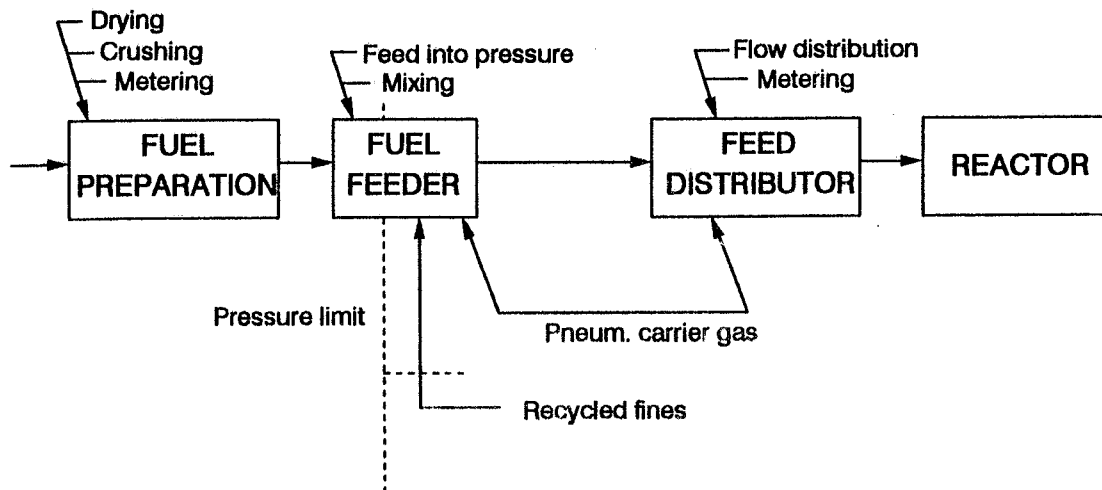 Drying
Crushing
Metering
FUEL
PREPARATION
Feed into pressure
Mixing
FUEL
FEEDER
Flow distribution
Metering
FEED
DISTRIBUTOR
REACTOR
Pressure limit
Pneum. carrier gas
Recycled fines